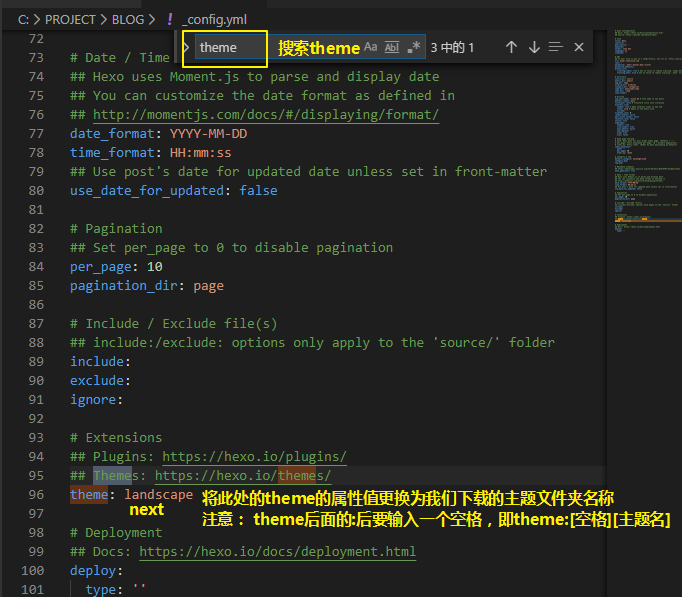 C: > PROJECT > BLOG > ! _config.yml
theme 搜索theme Aa Abl .* 3 中的 1
72
73 # Date / Time
74 ## Hexo uses Moment.js to parse and display date
75 ## You can customize the date format as defined in
76 ## http://momentjs.com/docs/#/displaying/format/
77 date_format: YYYY-MM-DD
78 time_format: HH:mm:ss
79 ## Use post's date for updated date unless set in front-matter
80 use_date_for_updated: false
81
82 # Pagination
83 ## Set per_page to 0 to disable pagination
84 per_page: 10
85 pagination_dir: page
86
87 # Include / Exclude file(s)
88 ## include:/exclude: options only apply to the 'source/' folder
89 include:
90 exclude:
91 ignore:
92
93 # Extensions
94 ## Plugins: https://hexo.io/plugins/
95 ## Themes: https://hexo.io/themes/
96 theme: landscape 将此处的theme的属性值更换为我们下载的主题文件夹名称
97 next 注意： theme后面的:后要输入一个空格，即theme:[空格][主题名]
98 # Deployment
99 ## Docs: https://hexo.io/docs/deployment.html
100 deploy:
101 type: ''